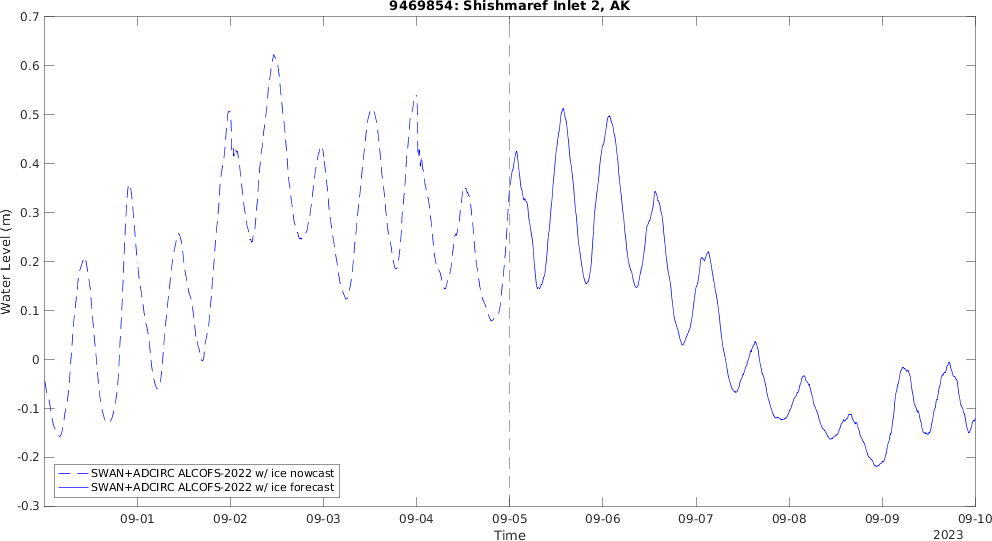 9469854: Shishmaref Inlet 2, AK
Water Level (m)
0.7
0.6
0.5
0.4
0.3
0.2
0.1
0
-0.1
-0.2
-0.3
SWAN+ADCIRC ALCOFS-2022 w/ ice nowcast
SWAN+ADCIRC ALCOFS-2022 w/ ice forecast
09-01 09-02 09-03 09-04 09-05 09-06 09-07 09-08 09-09 09-10
Time
2023